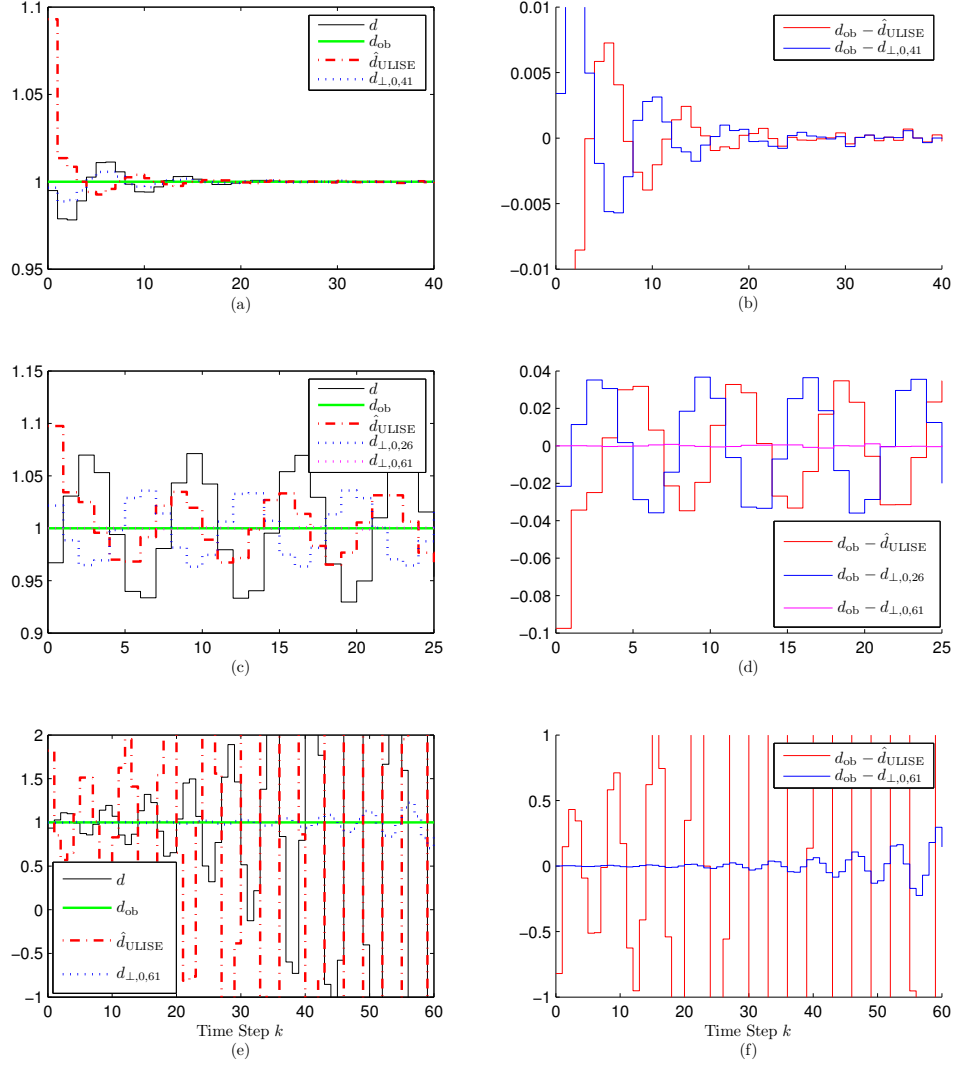 1.1
1.05
1
0.95
0 10 20 30 40
d
d_ob
d̂_ULISE
d_⊥,0,41
(a)
0.01
0.005
0
−0.005
−0.01
0 10 20 30 40
d_ob − d̂_ULISE
d_ob − d_⊥,0,41
(b)
1.15
1.1
1.05
1
0.95
0.9
0 5 10 15 20 25
d
d_ob
d̂_ULISE
d_⊥,0,26
d_⊥,0,61
(c)
0.04
0.02
0
−0.02
−0.04
−0.06
−0.08
−0.1
0 5 10 15 20 25
d_ob − d̂_ULISE
d_ob − d_⊥,0,26
d_ob − d_⊥,0,61
(d)
2
1.5
1
0.5
0
−0.5
−1
0 10 20 30 40 50 60
d
d_ob
d̂_ULISE
d_⊥,0,61
Time Step k
(e)
1
0.5
0
−0.5
−1
0 10 20 30 40 50 60
d_ob − d̂_ULISE
d_ob − d_⊥,0,61
Time Step k
(f)